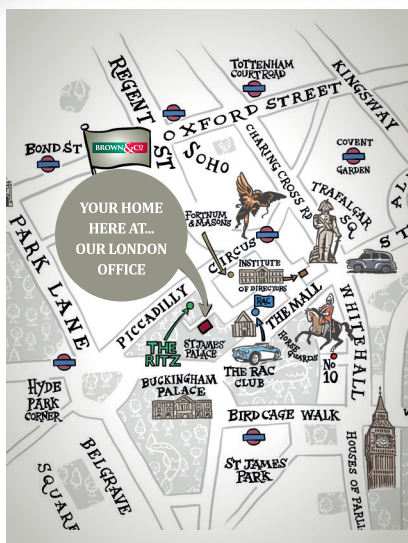 TOTTENHAM
COURT ROAD
KINGSWAY
REGENT
ST
OXFORD STREET
BOND ST
BROWN&CO
SOHO
CHARING CROSS RD
COVENT
GARDEN
YOUR HOME
HERE AT...
OUR LONDON
OFFICE
FORTNUM
& MASONS
TRAFALGAR
SQ
CIRCUS
ST
INSTITUTE
OF DIRECTORS
PARK LANE
PICCADILLY
RAC
THE MALL
WHITEHALL
THE
RITZ
ST JAMES
PALACE
HORSE
GUARDS
No
10
THE RAC
CLUB
HYDE
PARK
CORNER
BUCKINGHAM
PALACE
BIRDCAGE WALK
BELGRAVE
SQUARE
ST JAMES
PARK
HOUSES OF PARLI